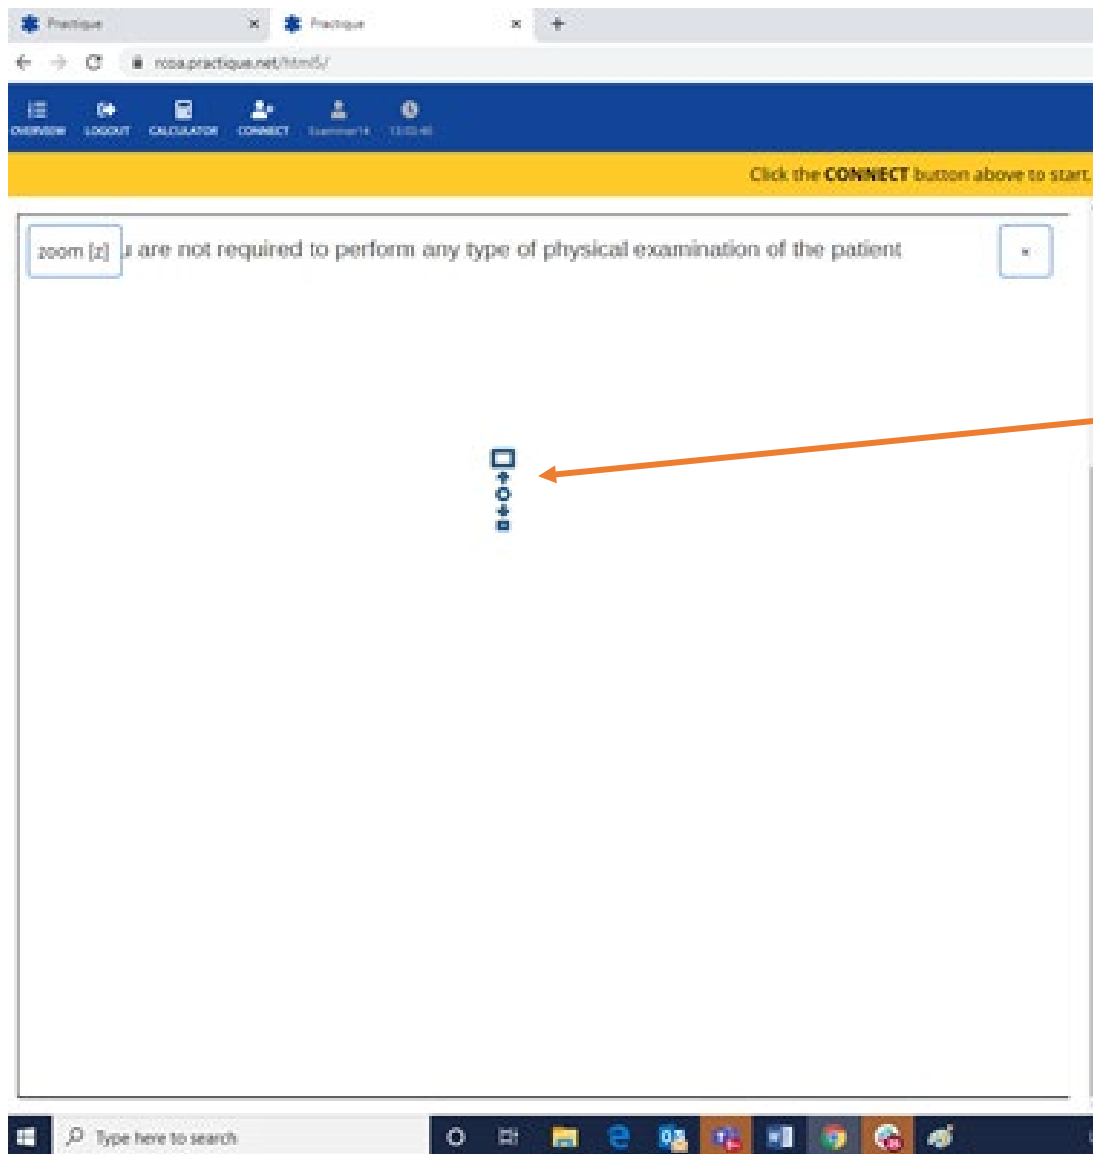 Practique
Practique
rcoa.practique.net/html5/
OVERVIEW LOGOUT CALCULATOR CONNECT Examiner14
Click the CONNECT button above to start.
zoom [z] u are not required to perform any type of physical examination of the patient
Type here to search